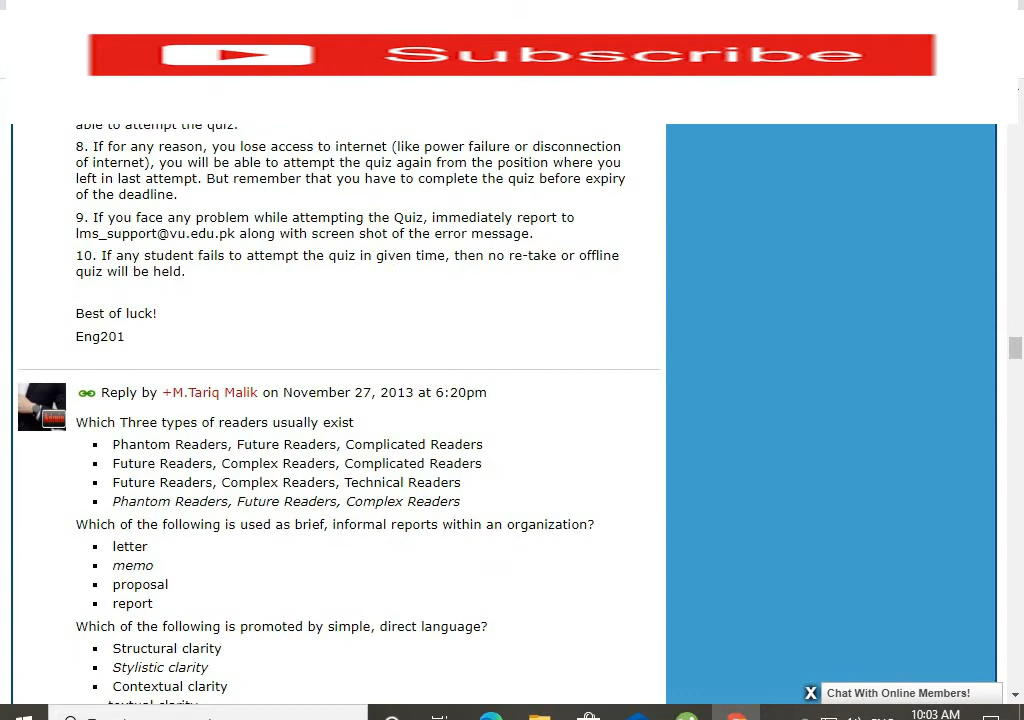 Subscribe
able to attempt the quiz.
8. If for any reason, you lose access to internet (like power failure or disconnection
of internet), you will be able to attempt the quiz again from the position where you
left in last attempt. But remember that you have to complete the quiz before expiry
of the deadline.
9. If you face any problem while attempting the Quiz, immediately report to
lms_support@vu.edu.pk along with screen shot of the error message.
10. If any student fails to attempt the quiz in given time, then no re-take or offline
quiz will be held.
Best of luck!
Eng201
Reply by +M.Tariq Malik on November 27, 2013 at 6:20pm
Admin
Which Three types of readers usually exist
▪ Phantom Readers, Future Readers, Complicated Readers
▪ Future Readers, Complex Readers, Complicated Readers
▪ Future Readers, Complex Readers, Technical Readers
▪ Phantom Readers, Future Readers, Complex Readers
Which of the following is used as brief, informal reports within an organization?
▪ letter
▪ memo
▪ proposal
▪ report
Which of the following is promoted by simple, direct language?
▪ Structural clarity
▪ Stylistic clarity
▪ Contextual clarity
textual clarity
X Chat With Online Members!
10:03 AM